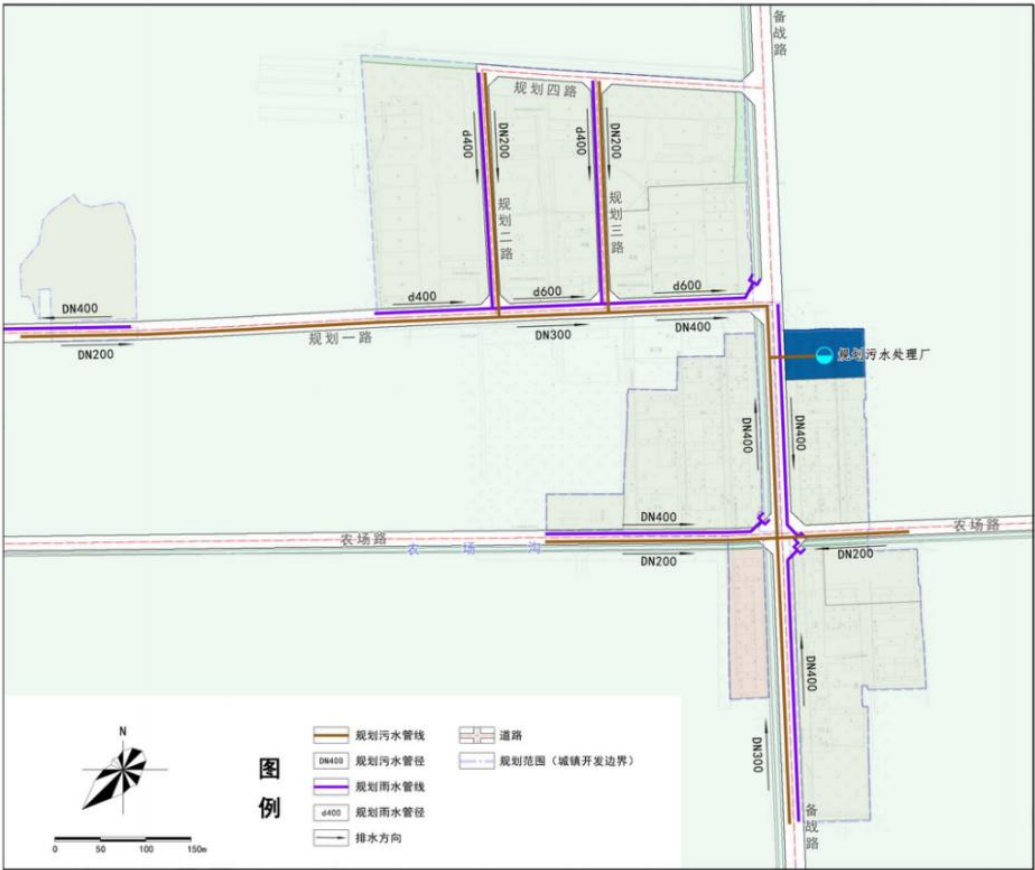 备战路
规划四路
d400
DN200
d400
DN200
规划二路
规划三路
d400
d600
d600
DN400
DN200
规划一路
DN300
DN400
规划污水处理厂
DN400
DN400
DN400
农场路
农场沟
农场路
DN200
DN200
DN400
DN300
备战路
N
0 50 100 150m
图例
规划污水管线
DN400 规划污水管径
规划雨水管线
d400 规划雨水管径
排水方向
道路
规划范围（城镇开发边界）